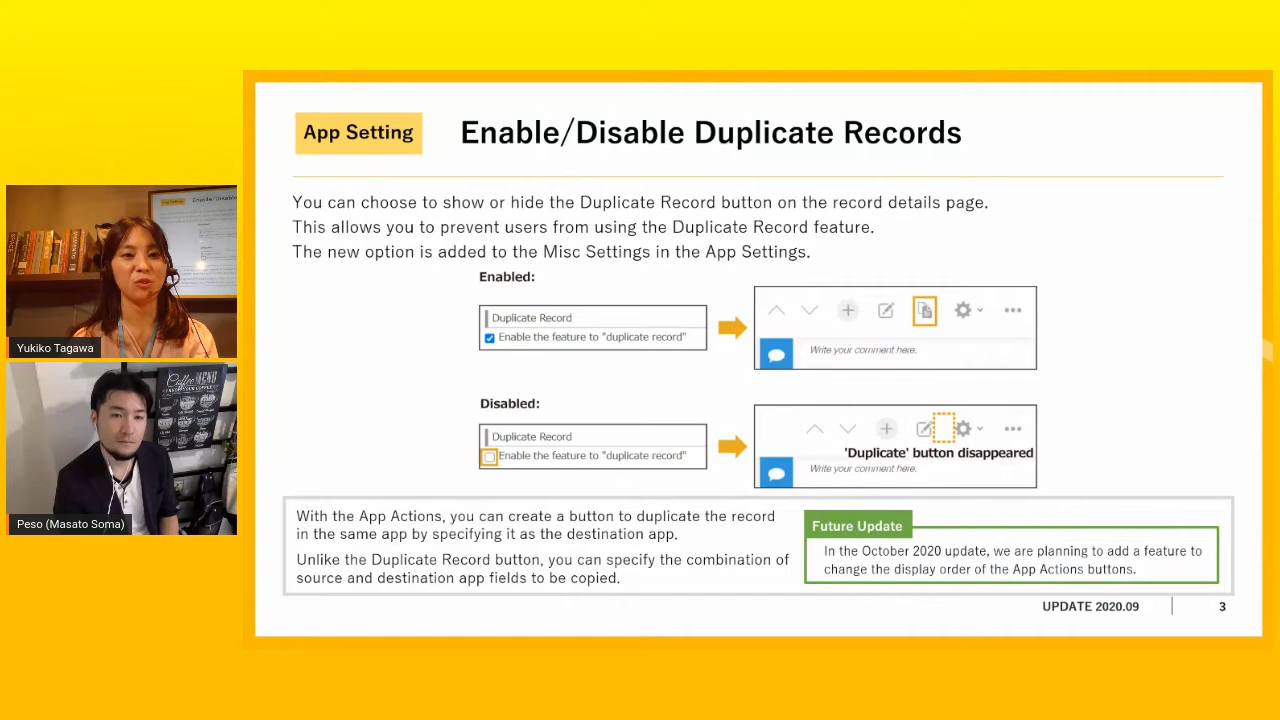 App Setting
Enable/Disable Duplicate Records
You can choose to show or hide the Duplicate Record button on the record details page.
This allows you to prevent users from using the Duplicate Record feature.
The new option is added to the Misc Settings in the App Settings.
Enabled:
Duplicate Record
Enable the feature to "duplicate record"
Write your comment here.
Disabled:
Duplicate Record
Enable the feature to "duplicate record"
'Duplicate' button disappeared
Write your comment here.
With the App Actions, you can create a button to duplicate the record
in the same app by specifying it as the destination app.
Unlike the Duplicate Record button, you can specify the combination of
source and destination app fields to be copied.
Future Update
In the October 2020 update, we are planning to add a feature to
change the display order of the App Actions buttons.
UPDATE 2020.09
3
Yukiko Tagawa
Coffee MENU
Peso (Masato Soma)